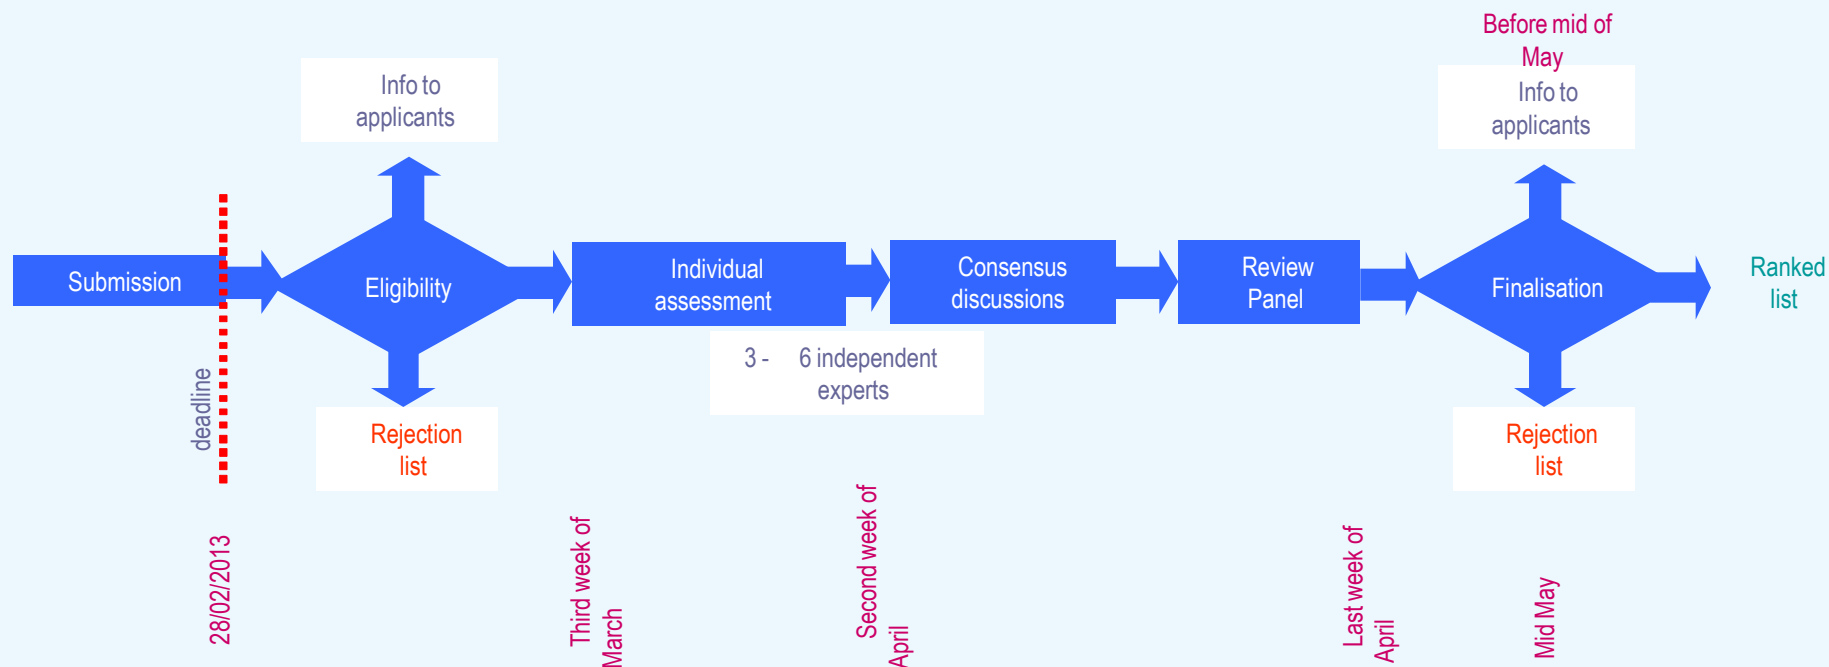 Before mid of
May
Info to
applicants
Info to
applicants
Submission
Eligibility
Individual
assessment
Consensus
discussions
Review
Panel
Finalisation
Ranked
list
3 - 6 independent
experts
deadline
Rejection
list
Rejection
list
28/02/2013
Third week of
March
Second week of
April
Last week of
April
Mid May